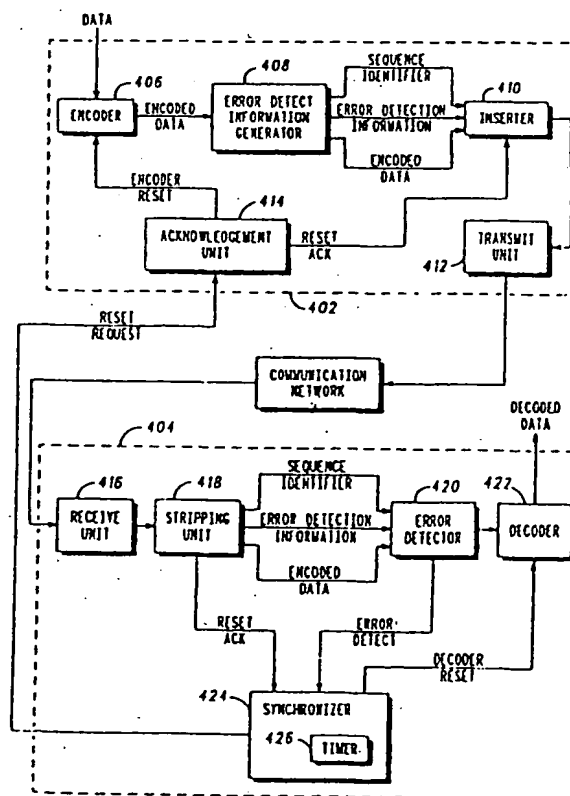 DATA
406
ENCODER
ENCODED
DATA
408
ERROR DETECT
INFORMATION
GENERATOR
SEQUENCE
IDENTIFIER
ERROR DETECTION
INFORMATION
ENCODED
DATA
410
INSERTER
ENCODER
RESET
414
ACKNOWLEDGEMENT
UNIT
RESET
ACK
TRANSMIT
UNIT
412
402
RESET
REQUEST
COMMUNICATION
NETWORK
404
DECODED
DATA
416
RECEIVE
UNIT
418
STRIPPING
UNIT
SEQUENCE
IDENTIFIER
ERROR DETECTION
INFORMATION
ENCODED
DATA
420
ERROR
DETECTOR
422
DECODER
RESET
ACK
ERROR
DETECT
DECODER
RESET
424
SYNCHRONIZER
426
TIMER